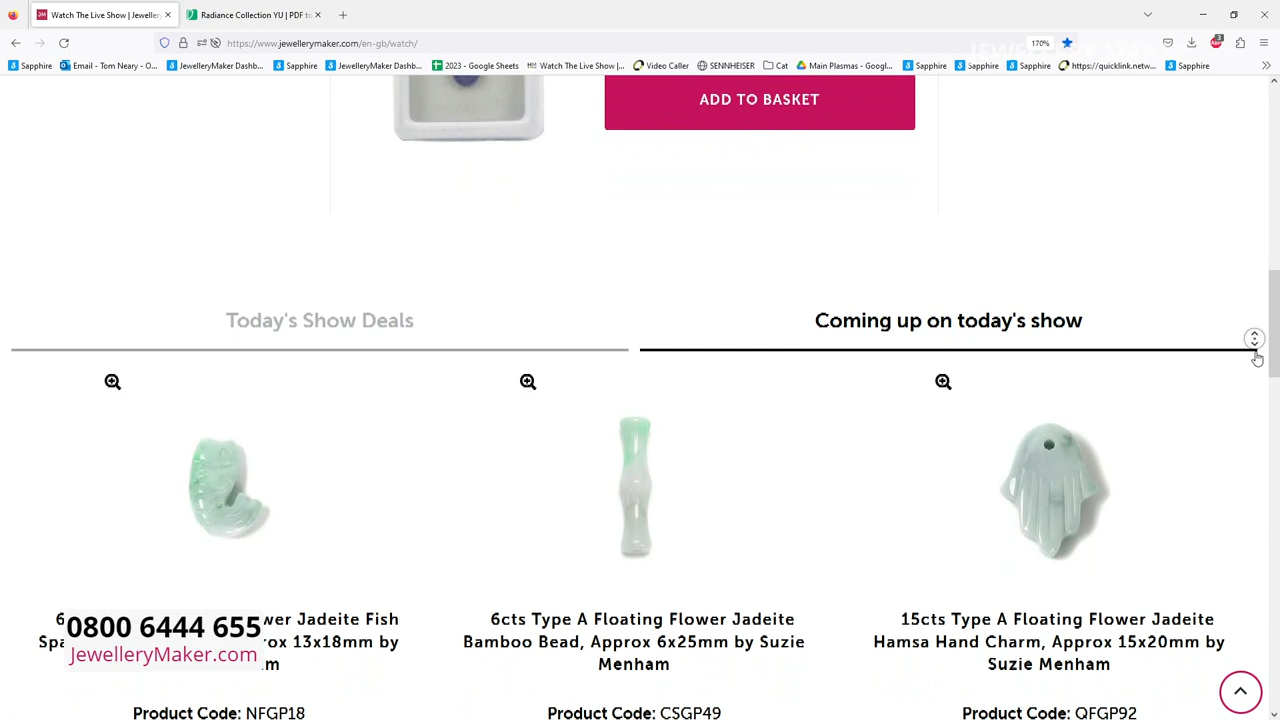 Watch The Live Show | Jeweller
Radiance Collection YU | PDF to
https://www.jewellerymaker.com/en-gb/watch/
170%
3
Sapphire
Email - Tom Neary - O...
JewelleryMaker Dashb...
Sapphire
JewelleryMaker Dashb...
2023 - Google Sheets
Watch The Live Show |...
Video Caller
SENNHEISER
Cat
Main Plasmas - Googl...
Sapphire
Sapphire
Sapphire
https://quicklink.netw...
Sapphire
ADD TO BASKET
Today's Show Deals
Coming up on today's show
wer Jadeite Fish
rox 13x18mm by
0800 6444 655
JewelleryMaker.com
Product Code: NFGP18
6cts Type A Floating Flower Jadeite
Bamboo Bead, Approx 6x25mm by Suzie
Menham
Product Code: CSGP49
15cts Type A Floating Flower Jadeite
Hamsa Hand Charm, Approx 15x20mm by
Suzie Menham
Product Code: QFGP92